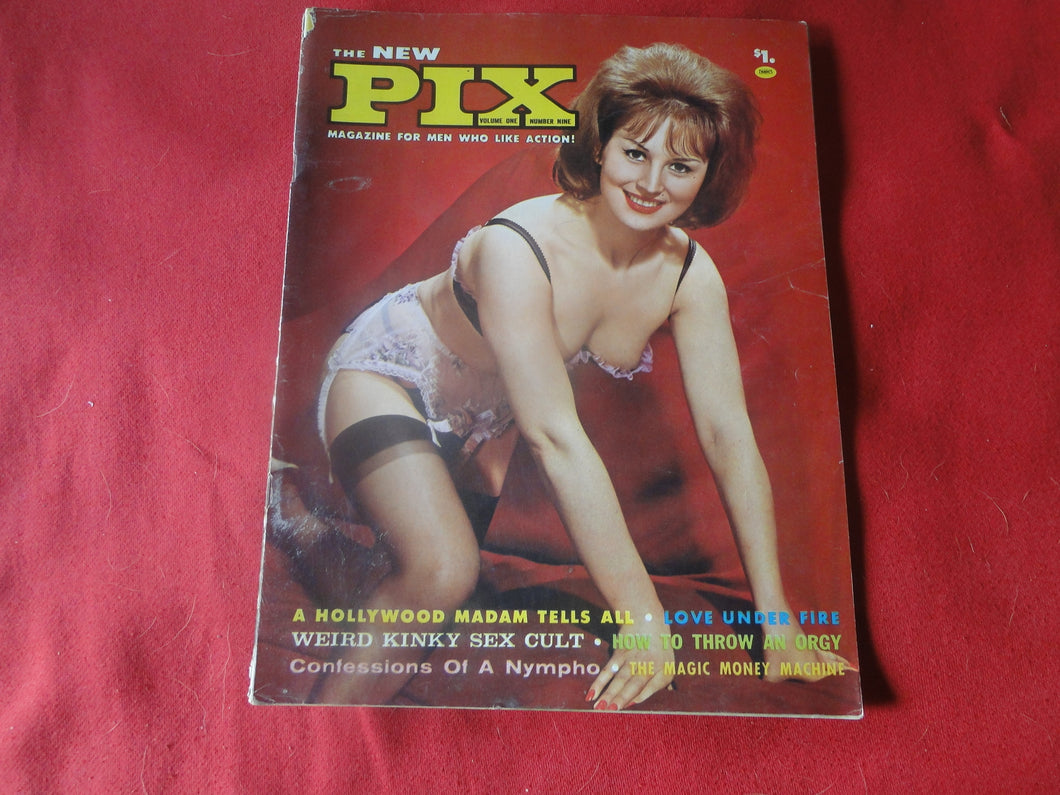 THE NEW
$1.
PIX
VOLUME ONE NUMBER NINE
MAGAZINE FOR MEN WHO LIKE ACTION!
A HOLLYWOOD MADAM TELLS ALL • LOVE UNDER FIRE
WEIRD KINKY SEX CULT • HOW TO THROW AN ORGY
Confessions Of A Nympho • THE MAGIC MONEY MACHINE